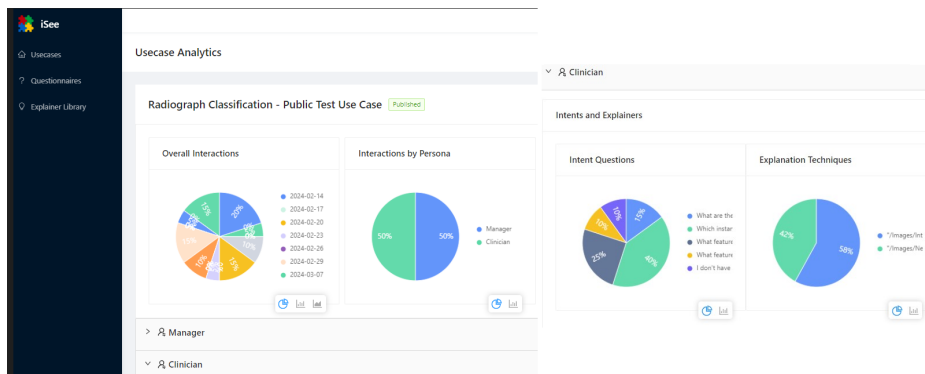 iSee
Usecases
? Questionnaires
Explainer Library
Usecase Analytics
Radiograph Classification - Public Test Use Case Published
Overall Interactions
20%
10%
15%
10%
15%
15%
2024-02-14
2024-02-17
2024-02-20
2024-02-23
2024-02-26
2024-02-29
2024-03-07
Interactions by Persona
50%
50%
Manager
Clinician
Manager
Clinician
Clinician
Intents and Explainers
Intent Questions
15%
40%
25%
10%
10%
What are the
Which instar
What feature
What feature
I don't have
Explanation Techniques
42%
58%
"/Images/Int
"/Images/Ne